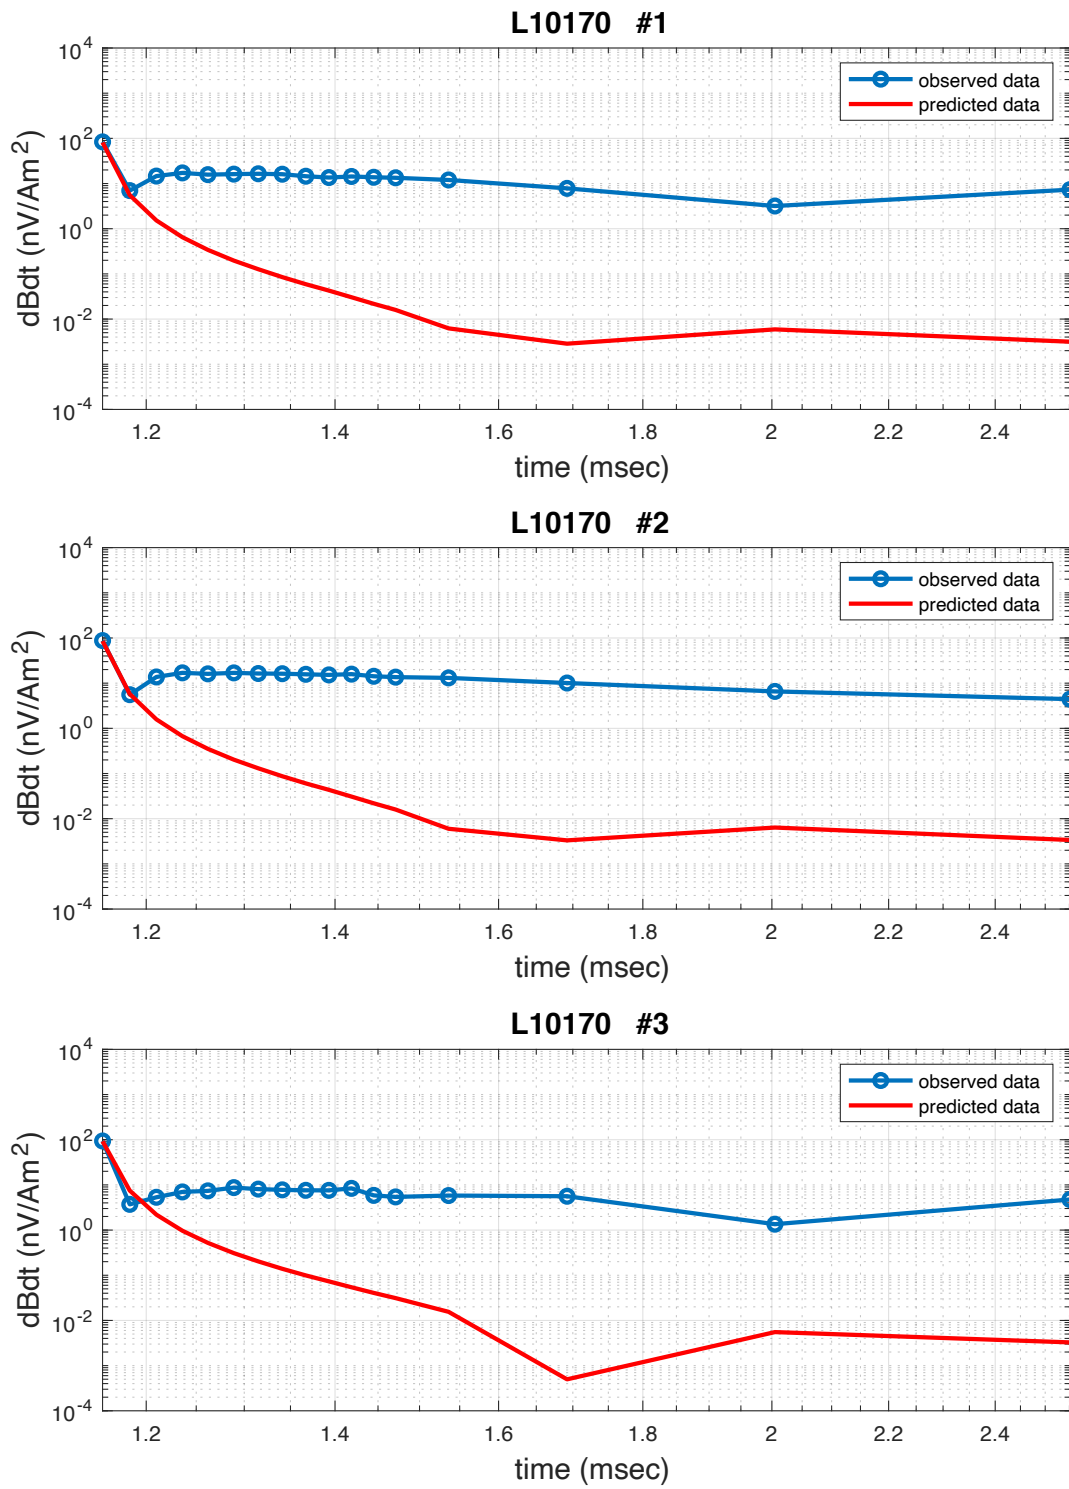 L10170 #1
10^4
10^2
10^0
10^-2
10^-4
dBdt (nV/Am^2)
observed data
predicted data
1.2 1.4 1.6 1.8 2 2.2 2.4
time (msec)
L10170 #2
10^4
10^2
10^0
10^-2
10^-4
dBdt (nV/Am^2)
observed data
predicted data
1.2 1.4 1.6 1.8 2 2.2 2.4
time (msec)
L10170 #3
10^4
10^2
10^0
10^-2
10^-4
dBdt (nV/Am^2)
observed data
predicted data
1.2 1.4 1.6 1.8 2 2.2 2.4
time (msec)